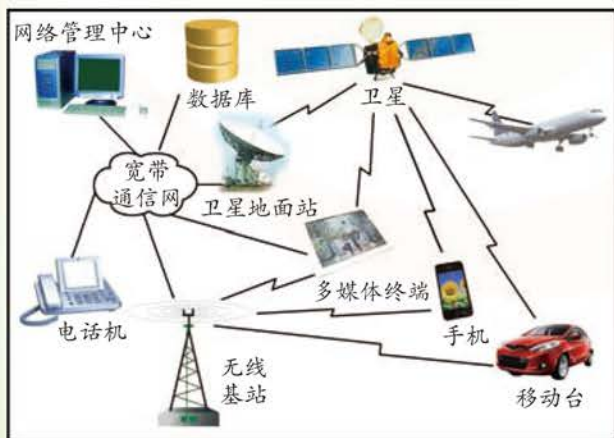 网络管理中心
数据库
卫星
宽带
通信网
卫星地面站
多媒体终端
手机
电话机
无线
基站
移动台